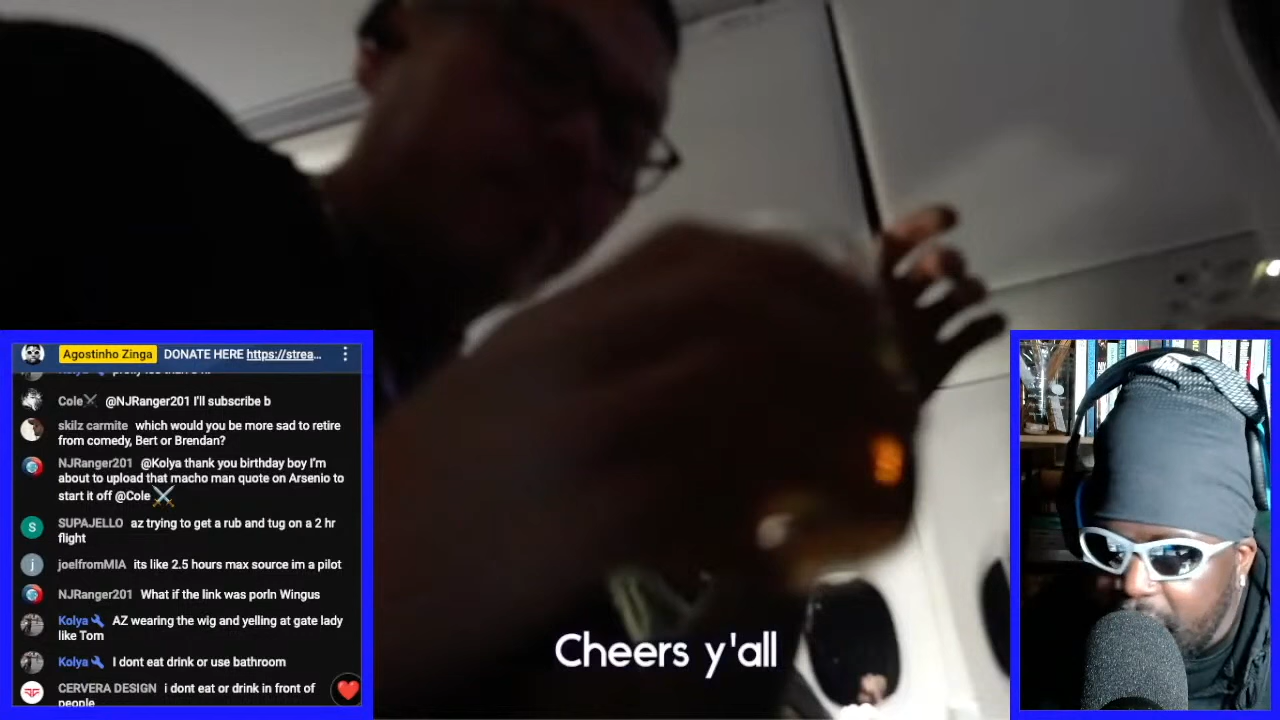 Agostinho Zinga DONATE HERE https://strea...
Cole @NJRanger201 I'll subscribe b
skilz carmite which would you be more sad to retire
from comedy, Bert or Brendan?
NJRanger201 @Kolya thank you birthday boy I'm
about to upload that macho man quote on Arsenio to
start it off @Cole
S
SUPAJELLO az trying to get a rub and tug on a 2 hr
flight
j
joelfromMIA its like 2.5 hours max source im a pilot
NJRanger201 What if the link was porln Wingus
Kolya AZ wearing the wig and yelling at gate lady
like Tom
Kolya I dont eat drink or use bathroom
CERVERA DESIGN i dont eat or drink in front of
people
Cheers y'all